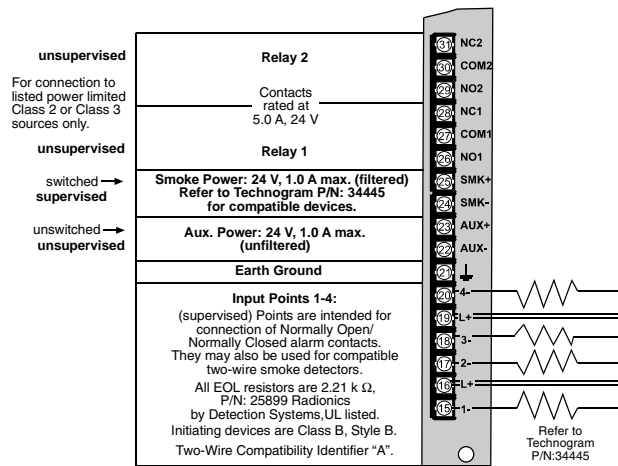 unsupervised
For connection to
listed power limited
Class 2 or Class 3
sources only.
unsupervised
switched
supervised
unswitched
unsupervised
Relay 2
Contacts
rated at
5.0 A, 24 V
Relay 1
Smoke Power: 24 V, 1.0 A max. (filtered)
Refer to Technogram P/N: 34445
for compatible devices.
Aux. Power: 24 V, 1.0 A max.
(unfiltered)
Earth Ground
Input Points 1-4:
(supervised) Points are intended for
connection of Normally Open/
Normally Closed alarm contacts.
They may also be used for compatible
two-wire smoke detectors.
All EOL resistors are 2.21 k Ω,
P/N: 25899 Radionics
by Detection Systems,UL listed.
Initiating devices are Class B, Style B.
Two-Wire Compatibility Identifier “A”.
31 NC2
30 COM2
29 NO2
28 NC1
27 COM1
26 NO1
25 SMK+
24 SMK-
23 AUX+
22 AUX-
21
20 4-
19 L+
18 3-
17 2-
16 L+
15 1-
Refer to
Technogram
P/N:34445